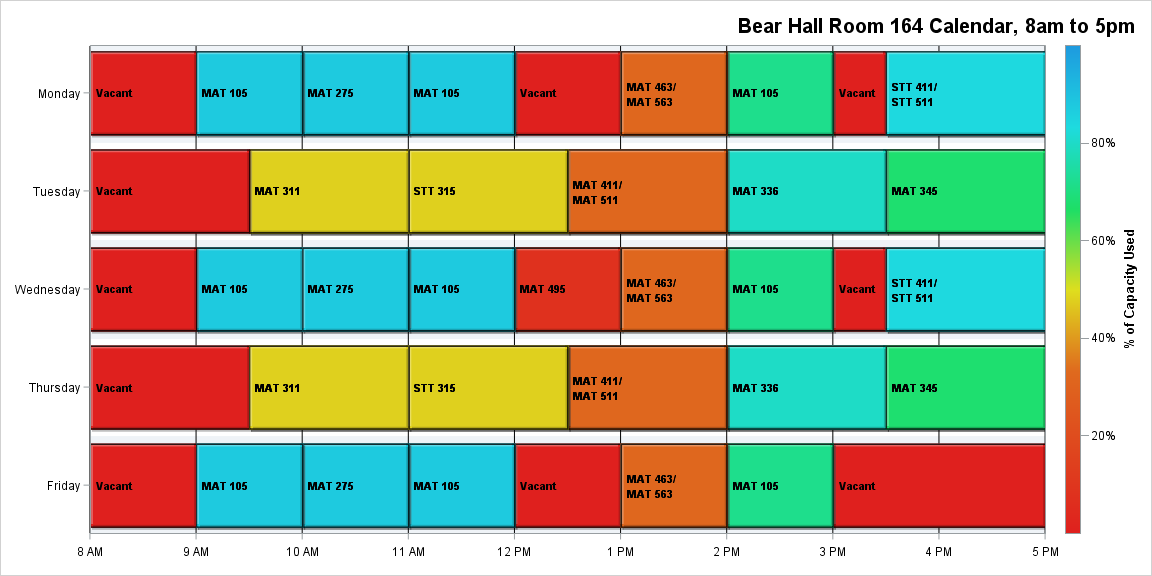 Bear Hall Room 164 Calendar, 8am to 5pm
Monday
Vacant
MAT 105
MAT 275
MAT 105
Vacant
MAT 463/
MAT 563
MAT 105
Vacant
STT 411/
STT 511
Tuesday
Vacant
MAT 311
STT 315
MAT 411/
MAT 511
MAT 336
MAT 345
Wednesday
Vacant
MAT 105
MAT 275
MAT 105
MAT 495
MAT 463/
MAT 563
MAT 105
Vacant
STT 411/
STT 511
Thursday
Vacant
MAT 311
STT 315
MAT 411/
MAT 511
MAT 336
MAT 345
Friday
Vacant
MAT 105
MAT 275
MAT 105
Vacant
MAT 463/
MAT 563
MAT 105
Vacant
8 AM
9 AM
10 AM
11 AM
12 PM
1 PM
2 PM
3 PM
4 PM
5 PM
80%
60%
40%
20%
% of Capacity Used